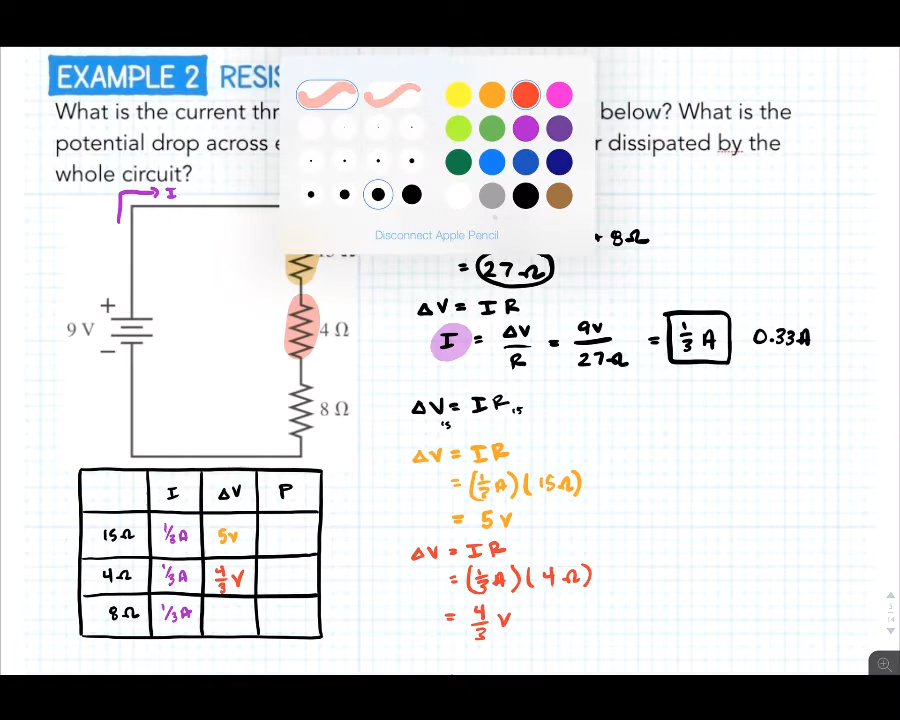 EXAMPLE 2 RESIS
What is the current thr below? What is the
potential drop across e r dissipated by the
whole circuit?
Disconnect Apple Pencil
I
+ 8Ω
= 27Ω
ΔV = IR
+
9 V
−
4 Ω
8 Ω
I = ΔV/R = 9V/27Ω = 1/3 A 0.33A
ΔV₁₅ = IR₁₅
ΔV = IR
= (1/3 A)(15Ω)
= 5V
ΔV = IR
= (1/3 A)(4Ω)
= 4/3 V
I ΔV P
15Ω 1/3A 5V
4Ω 1/3A 4/3 V
8Ω 1/3A